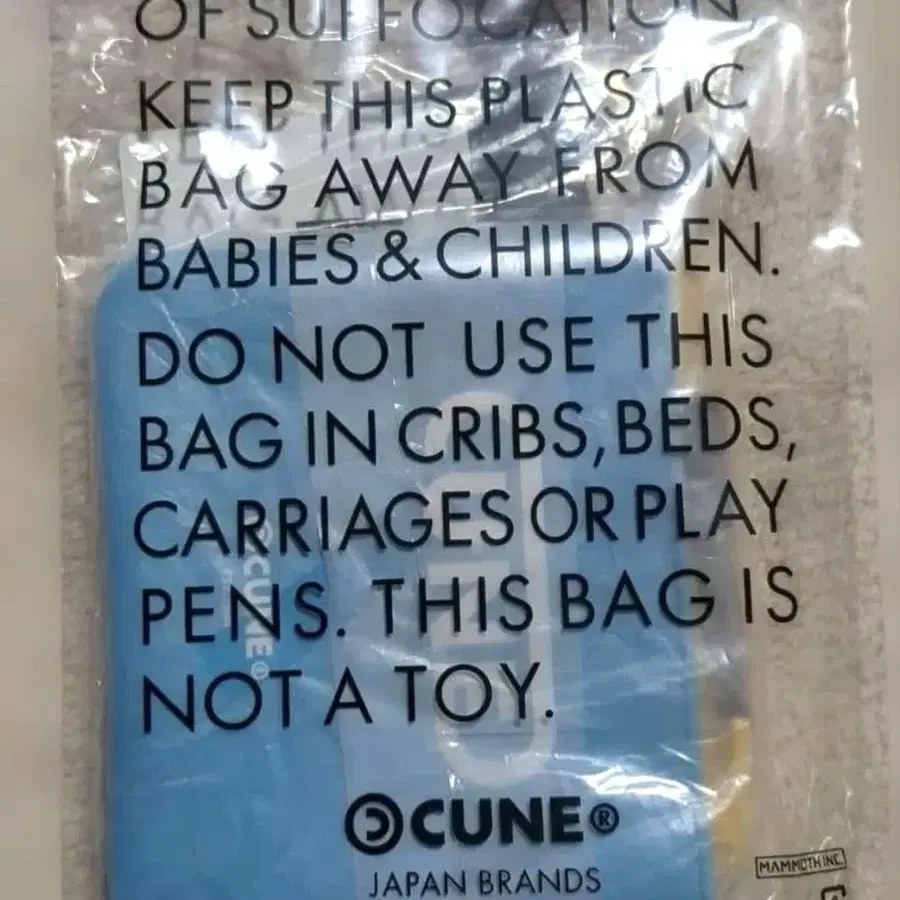 OF SUFFOCATION,
KEEP THIS PLASTIC
BAG AWAY FROM
BABIES & CHILDREN.
DO NOT USE THIS
BAG IN CRIBS, BEDS,
CARRIAGES OR PLAY
PENS. THIS BAG IS
NOT A TOY.
CUNE®
CUNE®
JAPAN BRANDS
MAMMOTH INC.